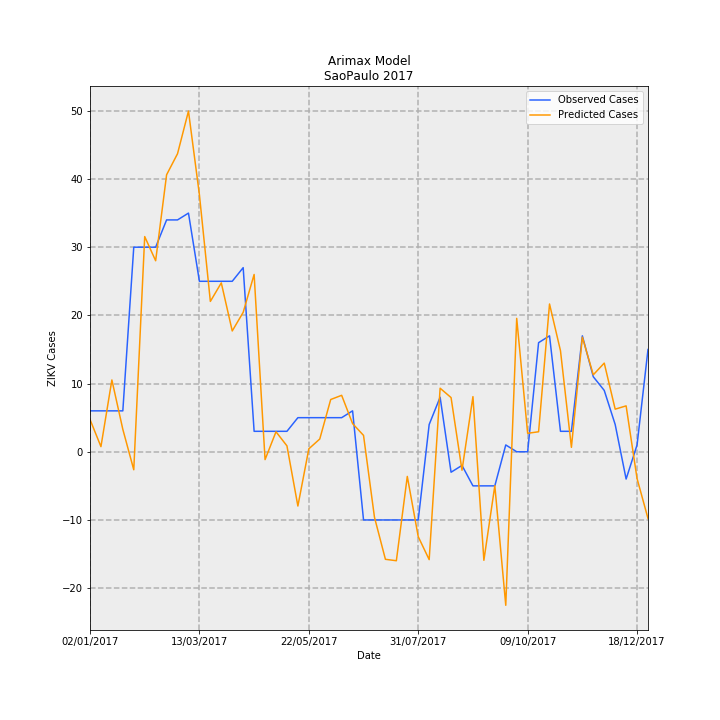 Arimax Model
SaoPaulo 2017
Observed Cases
Predicted Cases
50
40
30
20
10
0
−10
−20
ZIKV Cases
02/01/2017 13/03/2017 22/05/2017 31/07/2017 09/10/2017 18/12/2017
Date